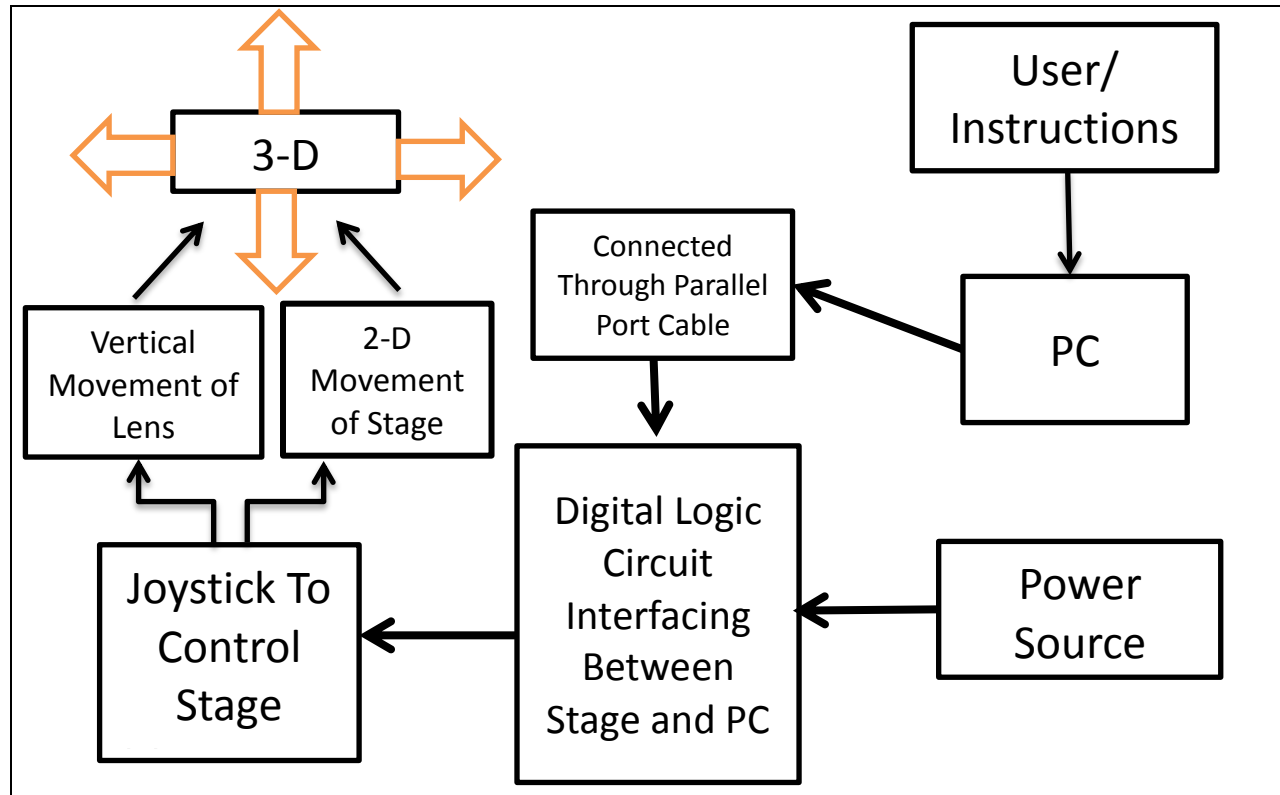 3-D
User/
Instructions
Connected
Through Parallel
Port Cable
PC
Vertical
Movement of
Lens
2-D
Movement
of Stage
Joystick To
Control
Stage
Digital Logic
Circuit
Interfacing
Between
Stage and PC
Power
Source